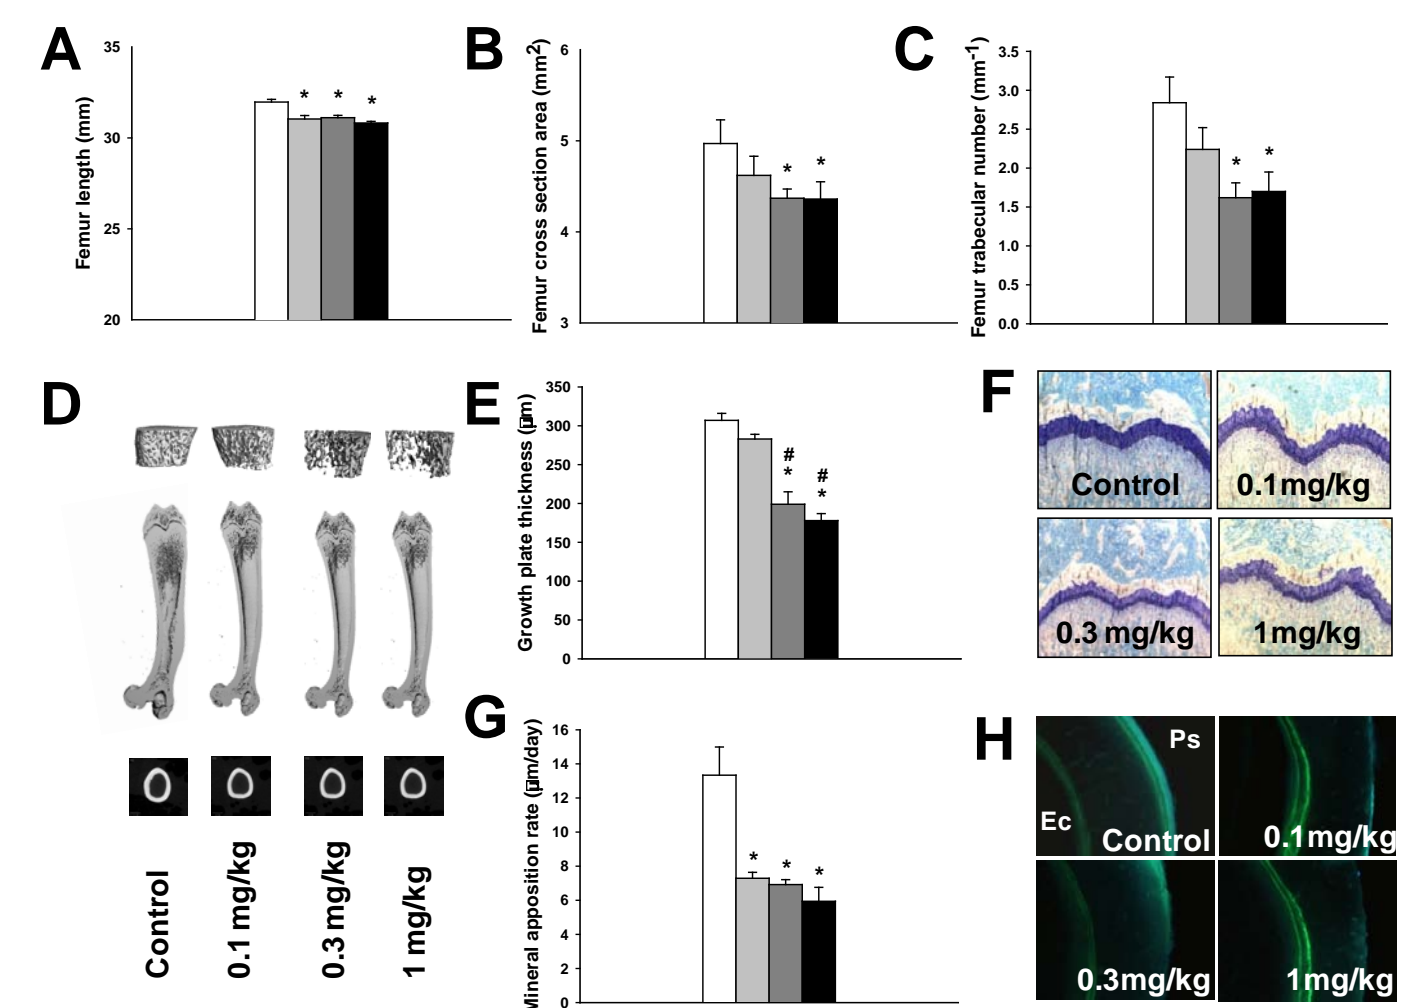 A
Femur length (mm)
35
30
25
20
* * *
B
Femur cross section area (mm2)
6
5
4
3
* *
C
Femur trabecular number (mm-1)
3.5
3.0
2.5
2.0
1.5
1.0
0.5
0.0
* *
D
Control
0.1 mg/kg
0.3 mg/kg
1 mg/kg
E
Growth plate thickness (μm)
350
300
250
200
150
100
50
0
# #
* *
F
Control
0.1mg/kg
0.3 mg/kg
1mg/kg
G
Mineral apposition rate (μm/day)
16
14
12
10
8
6
4
2
0
* * *
H
Ps
Ec
Control
0.1mg/kg
0.3mg/kg
1mg/kg